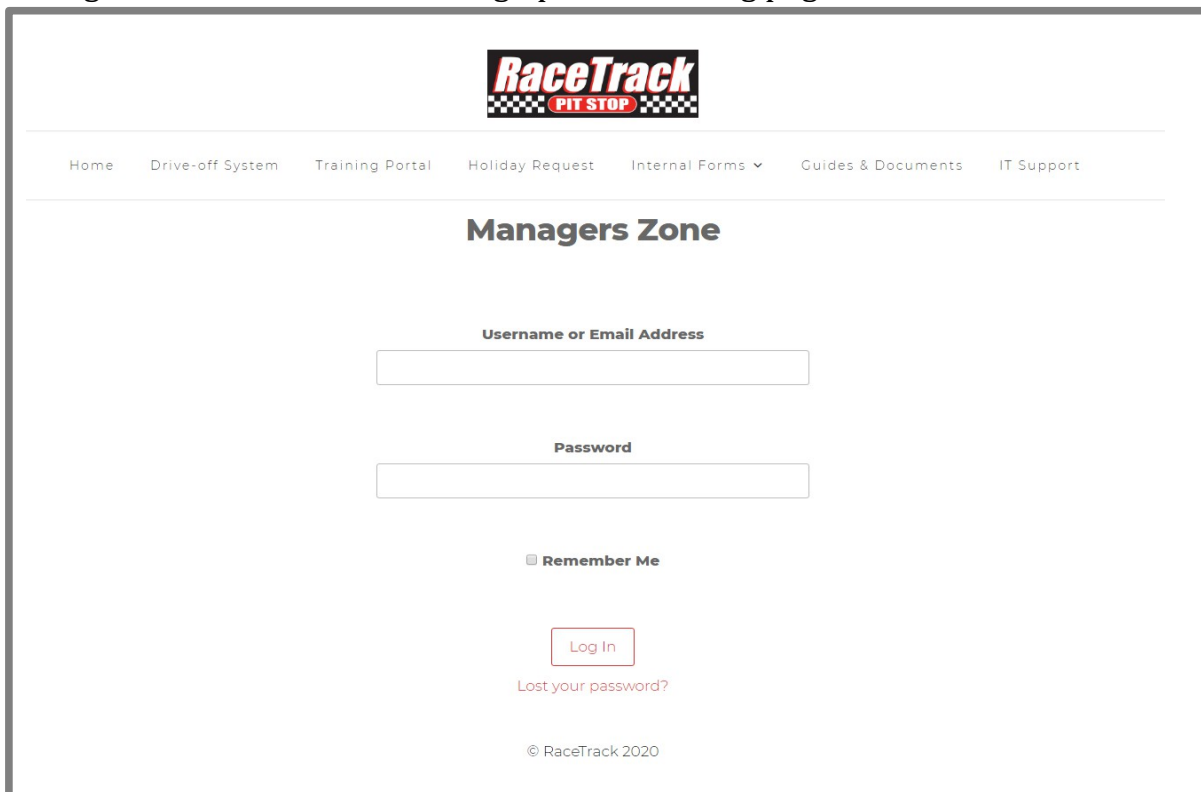 RaceTrack
PIT STOP
Home Drive-off System Training Portal Holiday Request Internal Forms Guides & Documents IT Support
Managers Zone
Username or Email Address
Password
Remember Me
Log In
Lost your password?
© RaceTrack 2020